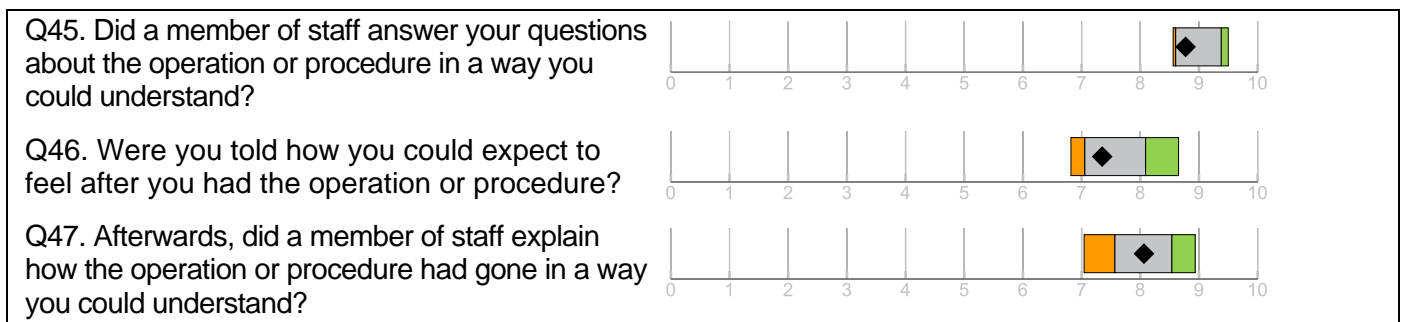 Q45. Did a member of staff answer your questions
about the operation or procedure in a way you
could understand?
0 1 2 3 4 5 6 7 8 9 10
Q46. Were you told how you could expect to
feel after you had the operation or procedure?
0 1 2 3 4 5 6 7 8 9 10
Q47. Afterwards, did a member of staff explain
how the operation or procedure had gone in a way
you could understand?
0 1 2 3 4 5 6 7 8 9 10